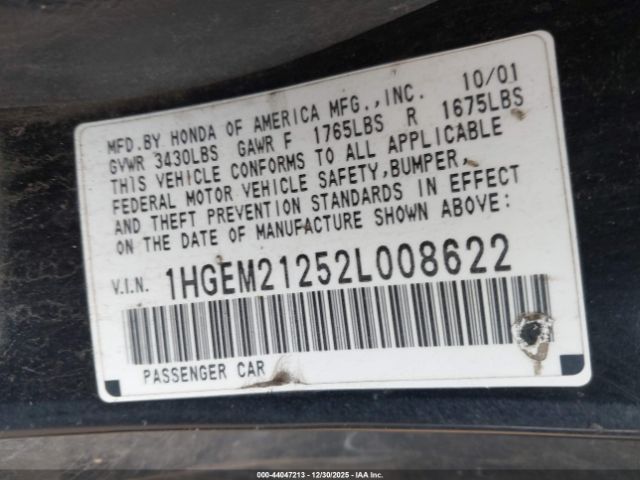 10/01
MFD.BY HONDA OF AMERICA MFG.,INC.
GVWR 3430LBS GAWR F 1765LBS R 1675LBS
THIS VEHICLE CONFORMS TO ALL APPLICABLE
FEDERAL MOTOR VEHICLE SAFETY,BUMPER,
AND THEFT PREVENTION STANDARDS IN EFFECT
ON THE DATE OF MANUFACTURE SHOWN ABOVE:
V.I.N. 1HGEM21252L008622
PASSENGER CAR
000-44047213 - 12/30/2025 - IAA Inc.